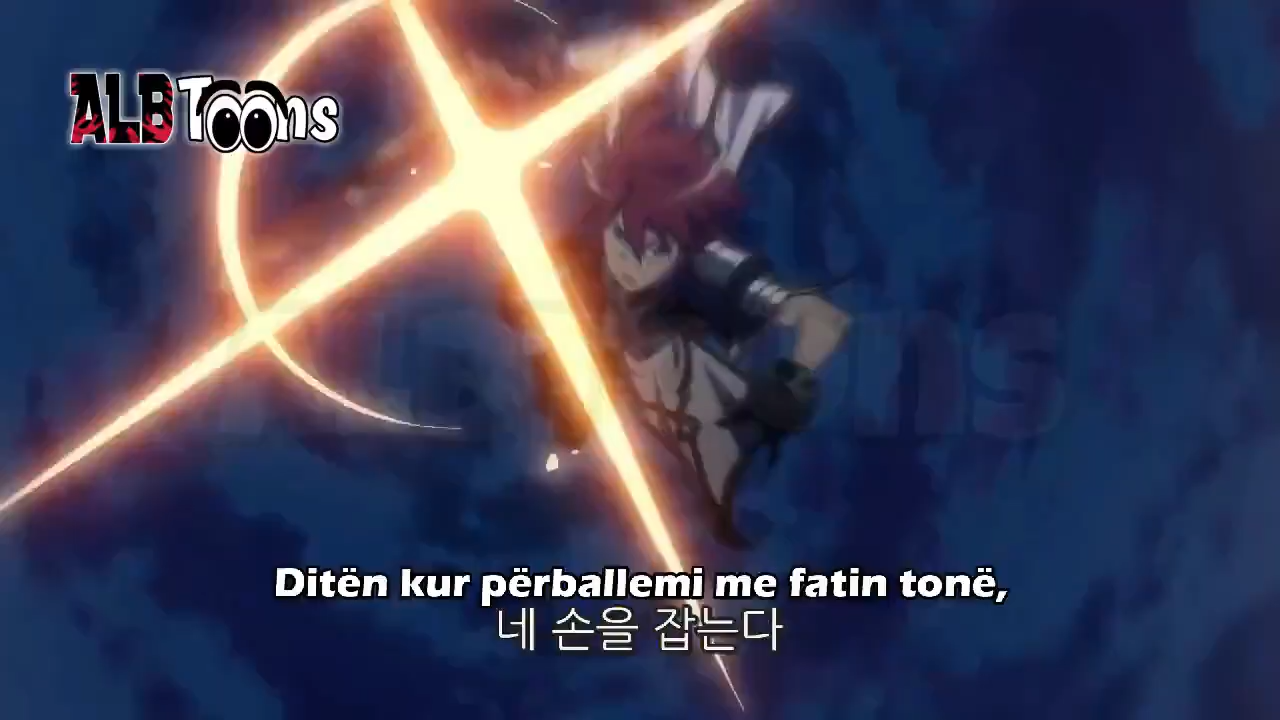 ALBToons
Ditën kur përballemi me fatin tonë,
네 손을 잡는다